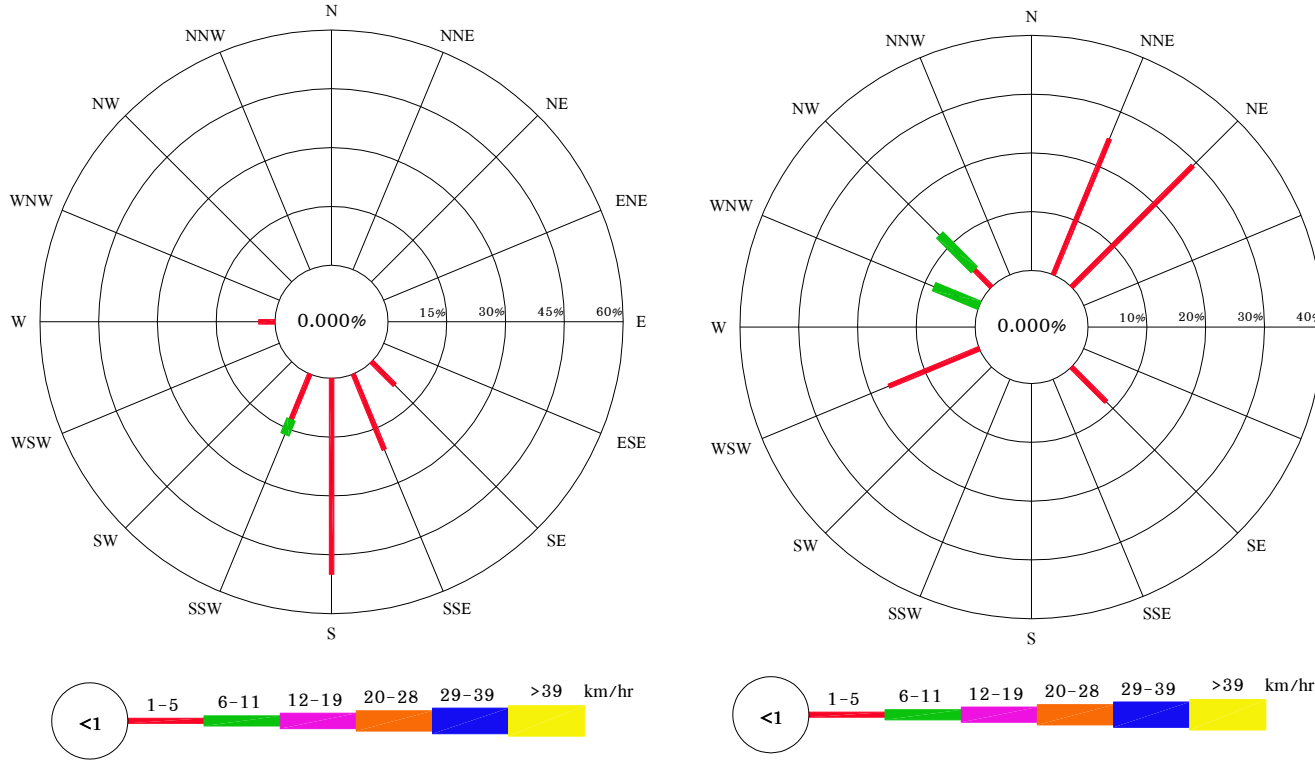 N
NNW
NNE
NW
NE
WNW
ENE
W
0.000%
15%
30%
45%
60%
E
WSW
ESE
SW
SE
SSW
SSE
S
<1
1-5
6-11
12-19
20-28
29-39
>39
km/hr
N
NNW
NNE
NW
NE
WNW
W
0.000%
10%
20%
30%
40%
WSW
SW
SE
SSW
SSE
S
<1
1-5
6-11
12-19
20-28
29-39
>39
km/hr